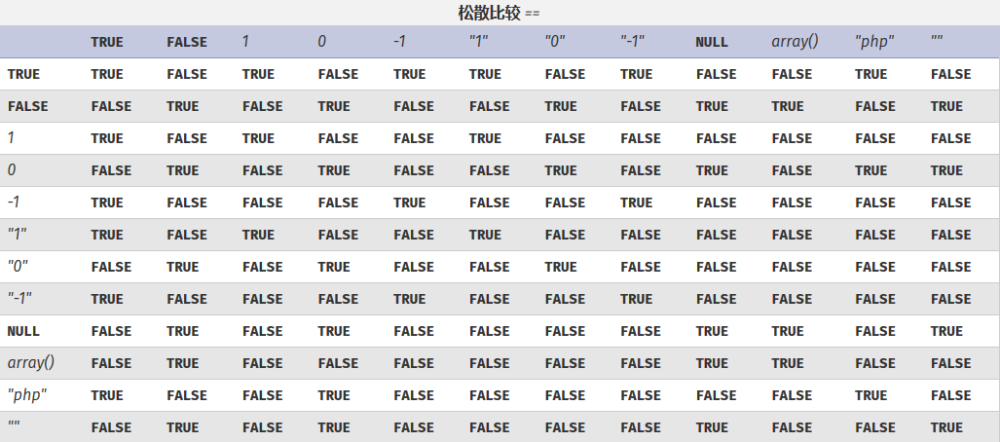 松散比较 ==
TRUE FALSE 1 0 -1 "1" "0" "-1" NULL array() "php" ""
TRUE TRUE FALSE TRUE FALSE TRUE TRUE FALSE TRUE FALSE FALSE TRUE FALSE
FALSE FALSE TRUE FALSE TRUE FALSE FALSE TRUE FALSE TRUE TRUE FALSE TRUE
1 TRUE FALSE TRUE FALSE FALSE TRUE FALSE FALSE FALSE FALSE FALSE FALSE
0 FALSE TRUE FALSE TRUE FALSE FALSE TRUE FALSE TRUE FALSE TRUE TRUE
-1 TRUE FALSE FALSE FALSE TRUE FALSE FALSE TRUE FALSE FALSE FALSE FALSE
"1" TRUE FALSE TRUE FALSE FALSE TRUE FALSE FALSE FALSE FALSE FALSE FALSE
"0" FALSE TRUE FALSE TRUE FALSE FALSE TRUE FALSE FALSE FALSE FALSE FALSE
"-1" TRUE FALSE FALSE FALSE TRUE FALSE FALSE TRUE FALSE FALSE FALSE FALSE
NULL FALSE TRUE FALSE TRUE FALSE FALSE FALSE FALSE TRUE TRUE FALSE TRUE
array() FALSE TRUE FALSE FALSE FALSE FALSE FALSE FALSE TRUE TRUE FALSE FALSE
"php" TRUE FALSE FALSE TRUE FALSE FALSE FALSE FALSE FALSE FALSE TRUE FALSE
"" FALSE TRUE FALSE TRUE FALSE FALSE FALSE FALSE TRUE FALSE FALSE TRUE